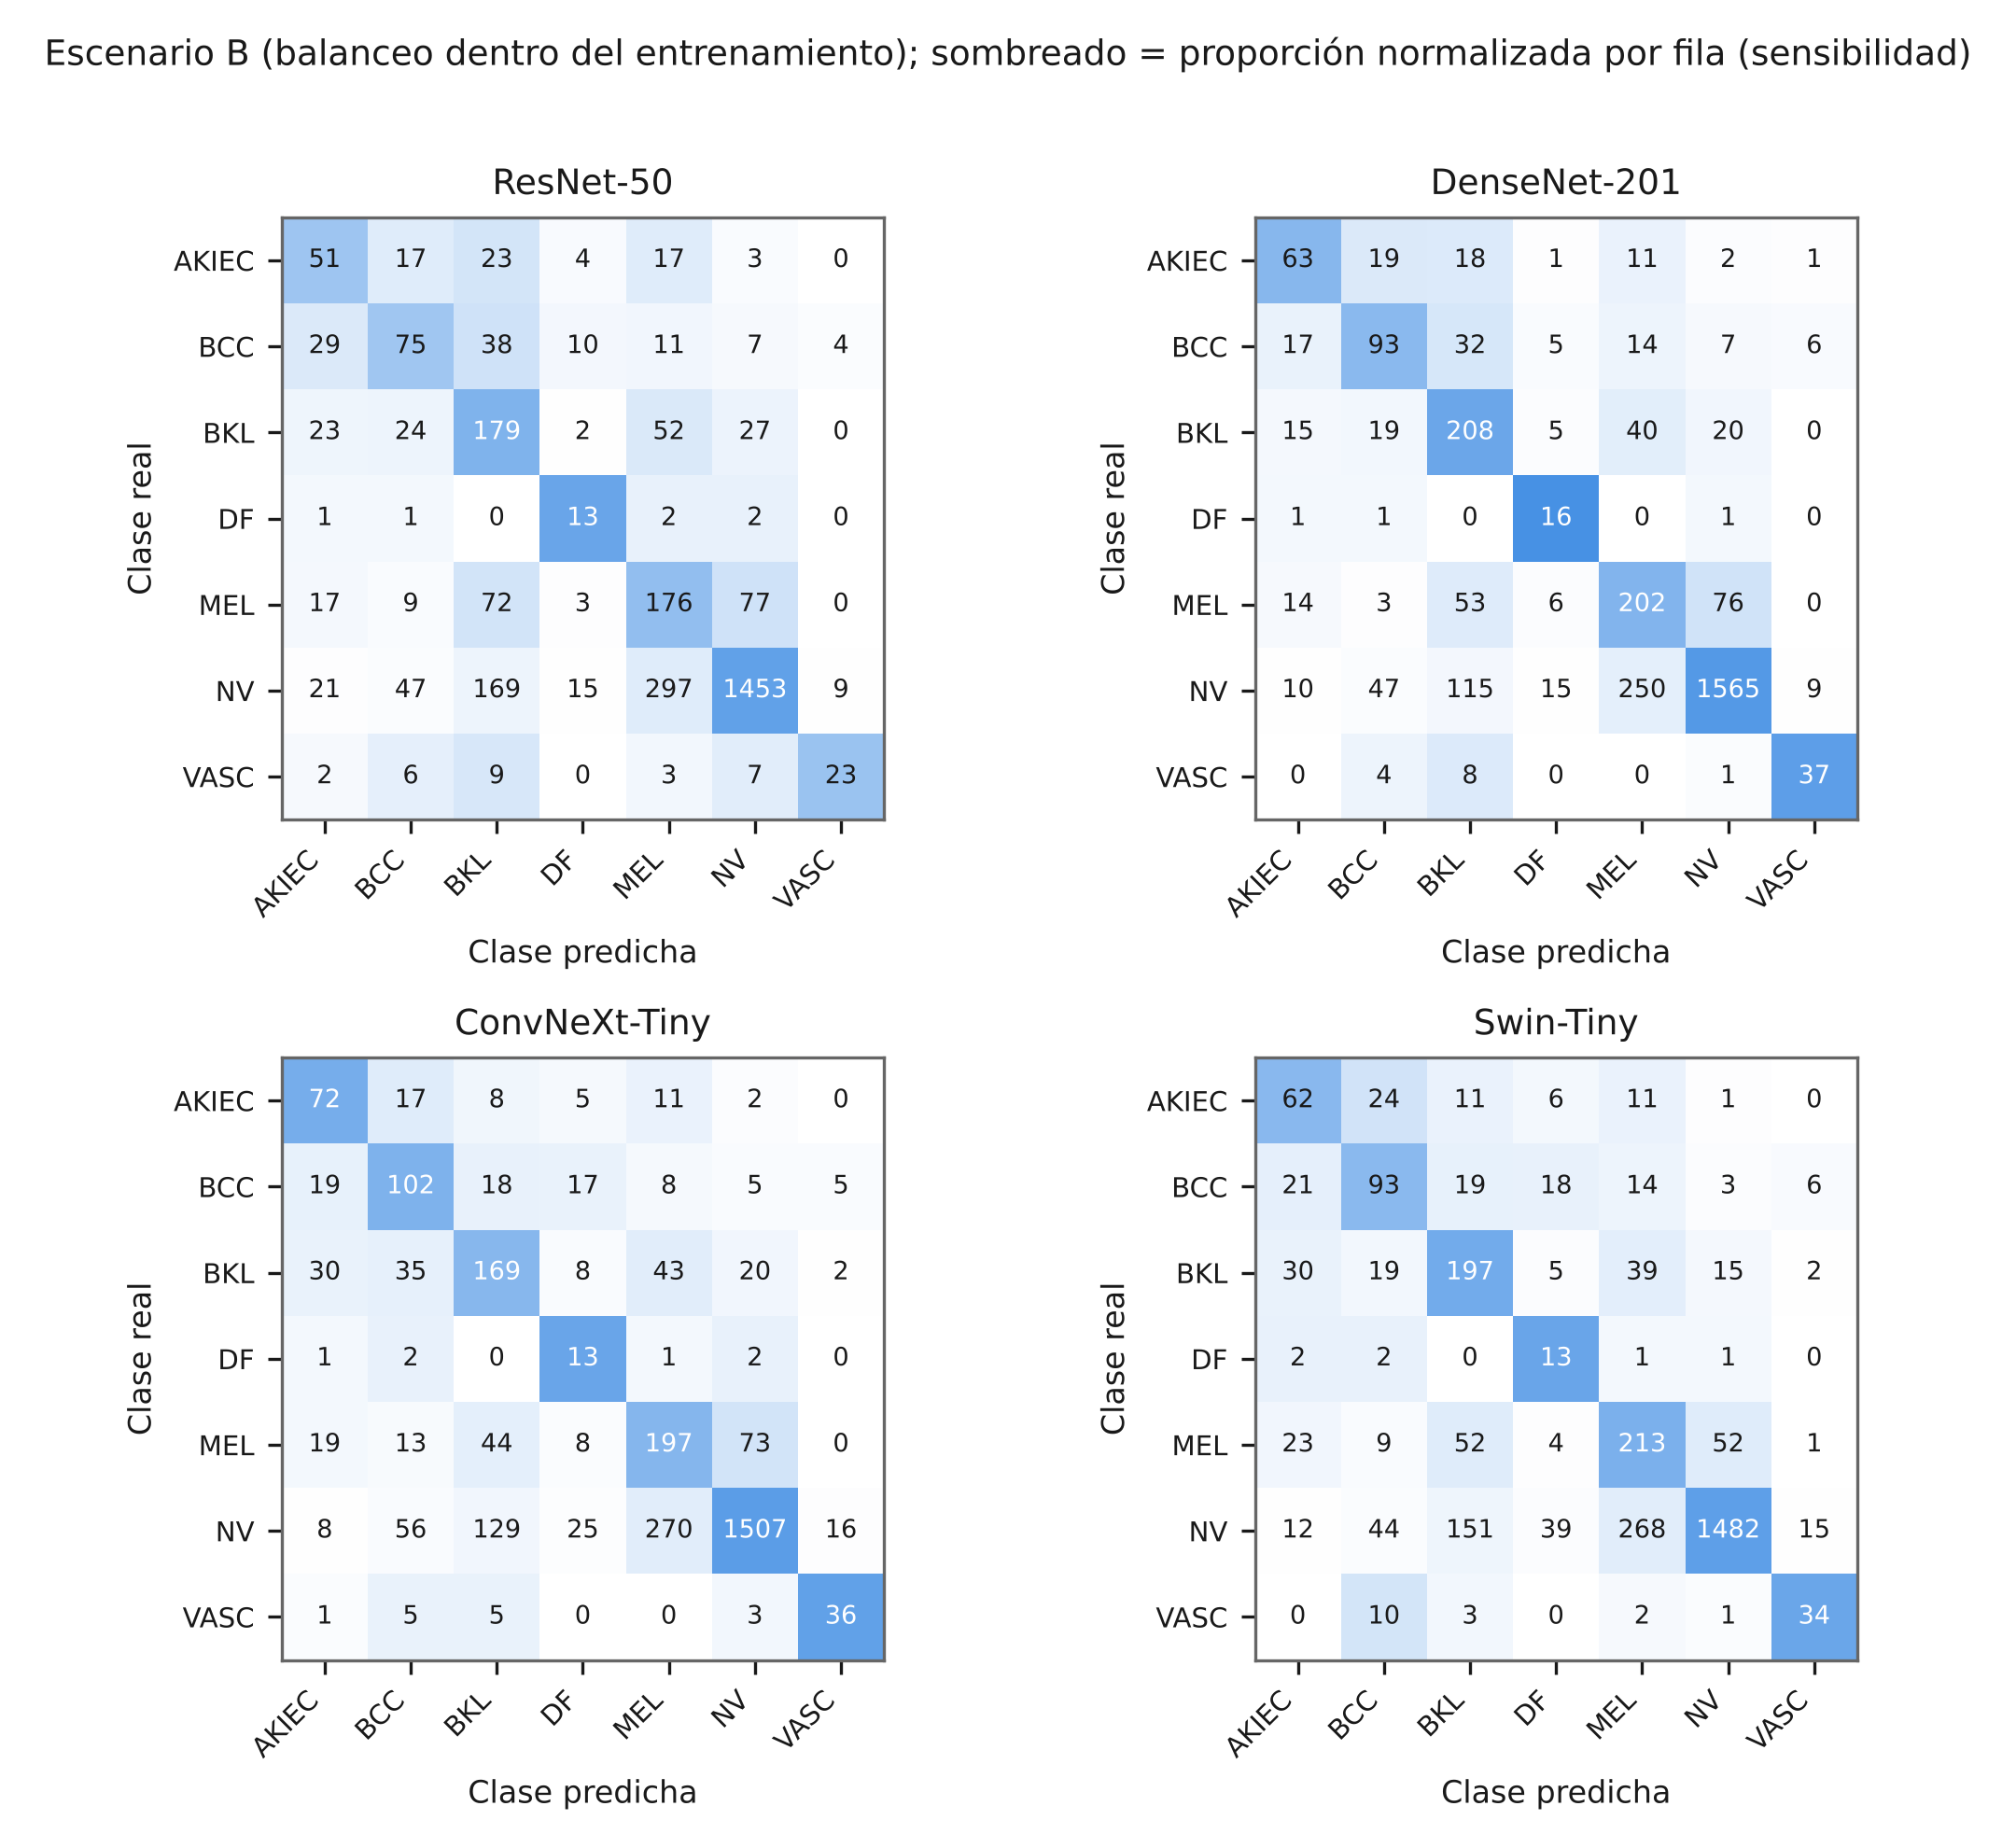 Escenario B (balanceo dentro del entrenamiento); sombreado = proporción normalizada por fila (sensibilidad)
ResNet-50
Clase real
AKIEC 51 17 23 4 17 3 0
BCC 29 75 38 10 11 7 4
BKL 23 24 179 2 52 27 0
DF 1 1 0 13 2 2 0
MEL 17 9 72 3 176 77 0
NV 21 47 169 15 297 1453 9
VASC 2 6 9 0 3 7 23
AKIEC BCC BKL DF MEL NV VASC
Clase predicha
DenseNet-201
Clase real
AKIEC 63 19 18 1 11 2 1
BCC 17 93 32 5 14 7 6
BKL 15 19 208 5 40 20 0
DF 1 1 0 16 0 1 0
MEL 14 3 53 6 202 76 0
NV 10 47 115 15 250 1565 9
VASC 0 4 8 0 0 1 37
AKIEC BCC BKL DF MEL NV VASC
Clase predicha
ConvNeXt-Tiny
Clase real
AKIEC 72 17 8 5 11 2 0
BCC 19 102 18 17 8 5 5
BKL 30 35 169 8 43 20 2
DF 1 2 0 13 1 2 0
MEL 19 13 44 8 197 73 0
NV 8 56 129 25 270 1507 16
VASC 1 5 5 0 0 3 36
AKIEC BCC BKL DF MEL NV VASC
Clase predicha
Swin-Tiny
Clase real
AKIEC 62 24 11 6 11 1 0
BCC 21 93 19 18 14 3 6
BKL 30 19 197 5 39 15 2
DF 2 2 0 13 1 1 0
MEL 23 9 52 4 213 52 1
NV 12 44 151 39 268 1482 15
VASC 0 10 3 0 2 1 34
AKIEC BCC BKL DF MEL NV VASC
Clase predicha